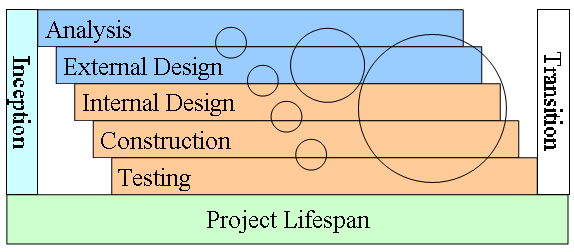 Inception
Analysis
External Design
Internal Design
Construction
Testing
Transition
Project Lifespan